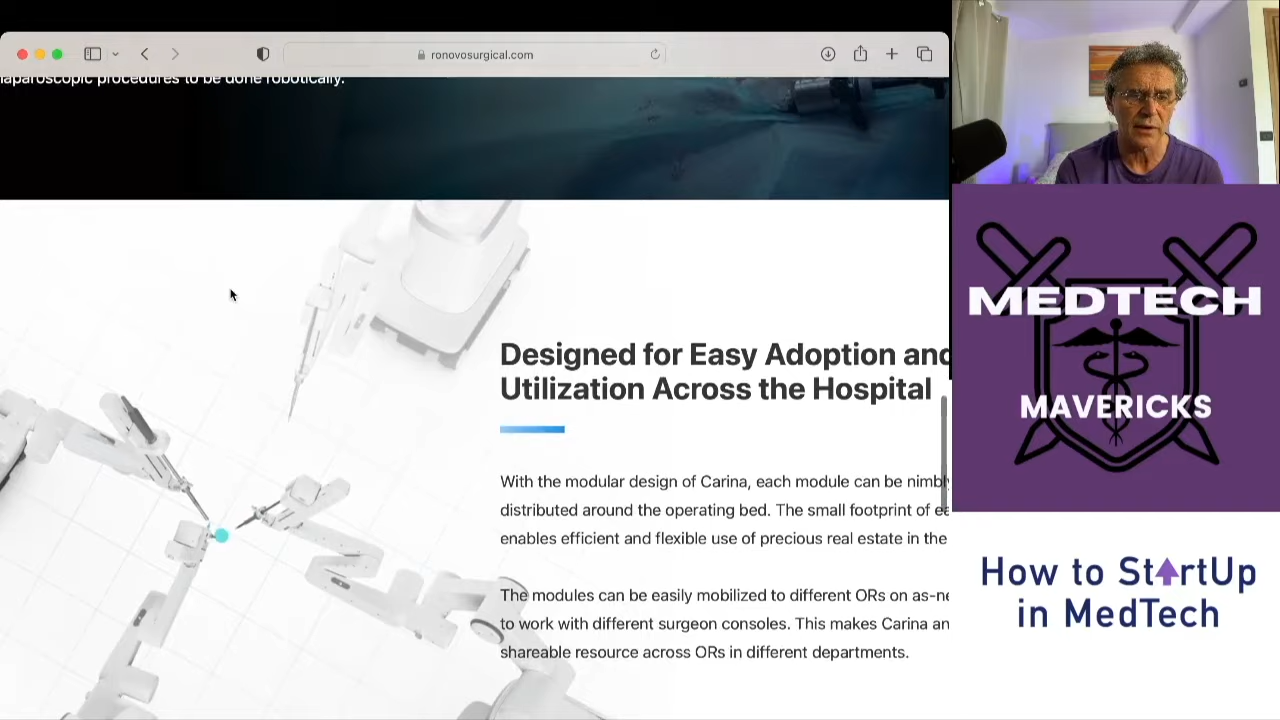 ronovosurgical.com
laparoscopic procedures to be done robotically.
Designed for Easy Adoption and
Utilization Across the Hospital
With the modular design of Carina, each module can be nimbly
distributed around the operating bed. The small footprint of
enables efficient and flexible use of precious real estate in the
The modules can be easily mobilized to different ORs on
to work with different surgeon consoles. This makes Carina an
shareable resource across ORs in different departments.
MEDTECH
MAVERICKS
How to StartUp
in MedTech